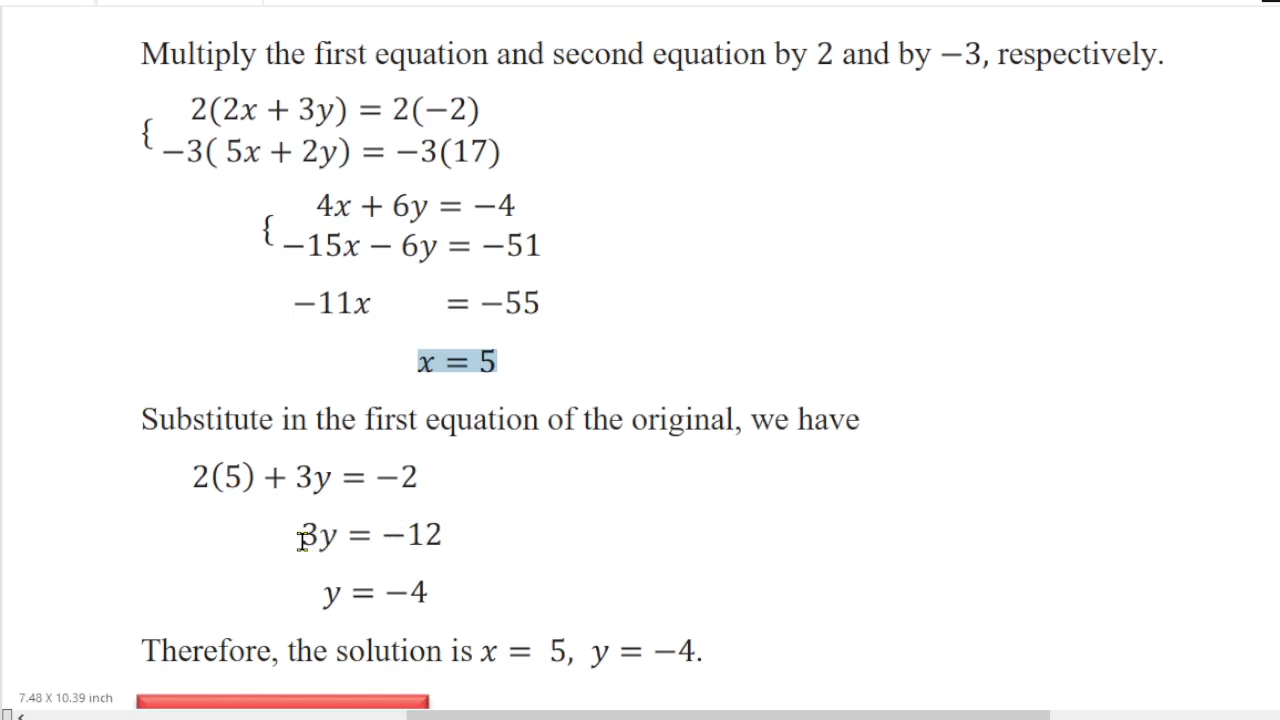 Multiply the first equation and second equation by 2 and by −3, respectively.
{ 2(2x + 3y) = 2(−2)
−3( 5x + 2y) = −3(17)
{ 4x + 6y = −4
−15x − 6y = −51
−11x = −55
x = 5
Substitute in the first equation of the original, we have
2(5) + 3y = −2
3y = −12
y = −4
Therefore, the solution is x = 5, y = −4.
7.48 X 10.39 inch